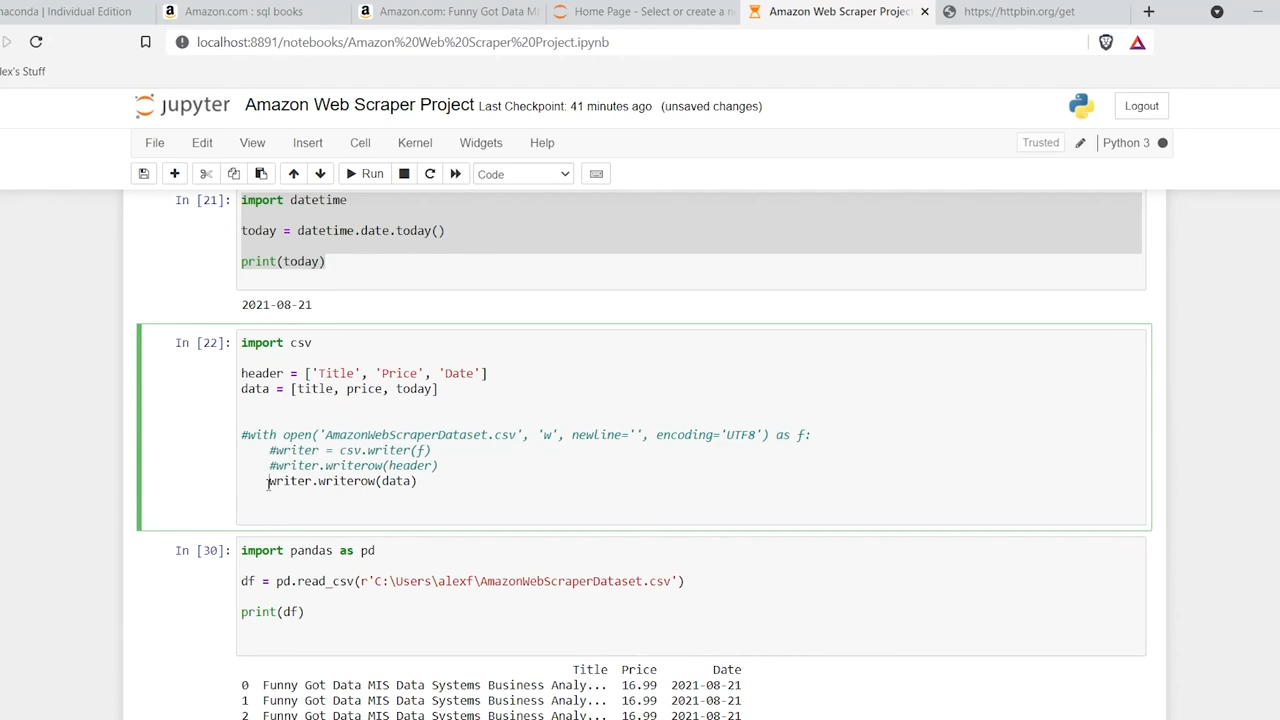 naconda | Individual Edition
Amazon.com : sql books
Amazon.com: Funny Got Data MI
Home Page - Select or create a n
Amazon Web Scraper Project
https://httpbin.org/get
localhost:8891/notebooks/Amazon%20Web%20Scraper%20Project.ipynb
lex's Stuff
jupyter Amazon Web Scraper Project Last Checkpoint: 41 minutes ago (unsaved changes)
Logout
File Edit View Insert Cell Kernel Widgets Help
Trusted
Python 3
Run
Code
In [21]: import datetime
today = datetime.date.today()
print(today)
2021-08-21
In [22]: import csv
header = ['Title', 'Price', 'Date']
data = [title, price, today]
#with open('AmazonWebScraperDataset.csv', 'w', newline='', encoding='UTF8') as f:
#writer = csv.writer(f)
#writer.writerow(header)
writer.writerow(data)
In [30]: import pandas as pd
df = pd.read_csv(r'C:\Users\alexf\AmazonWebScraperDataset.csv')
print(df)
Title Price Date
0 Funny Got Data MIS Data Systems Business Analy... 16.99 2021-08-21
1 Funny Got Data MIS Data Systems Business Analy... 16.99 2021-08-21
2 Funny Got Data MIS Data Systems Business Analy... 16.99 2021-08-21